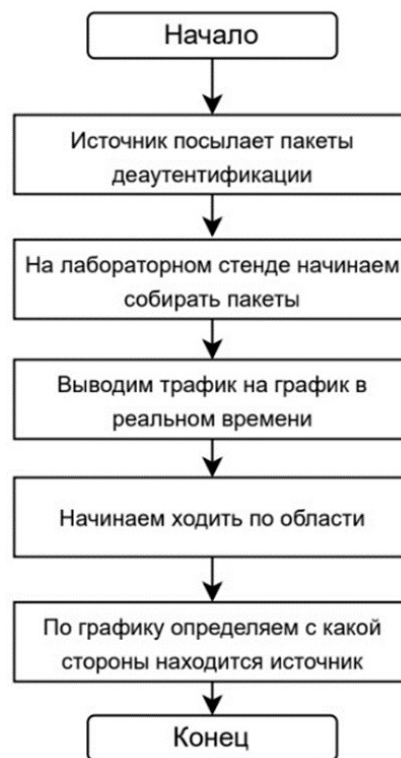 Начало
Источник посылает пакеты
деаутентификации
На лабораторном стенде начинаем
собирать пакеты
Выводим трафик на график в
реальном времени
Начинаем ходить по области
По графику определяем с какой
стороны находится источник
Конец